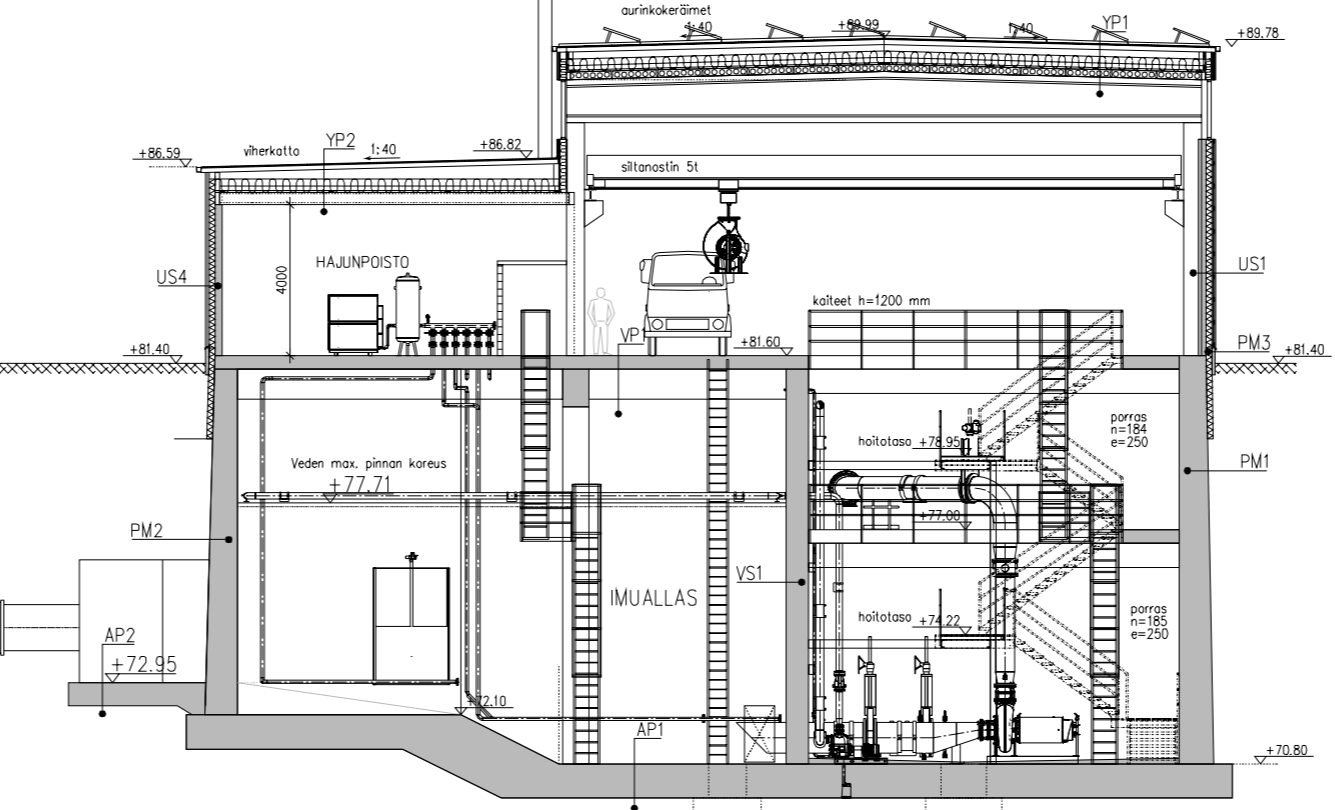 aurinkokeräimet
1:40
+89.99
1:40
YP1
+89.78
YP2
viherkatto
1:40
+86.82
+86.59
siltanostin 5t
HAJUNPOISTO
US4
4000
US1
kaiteet h=1200 mm
VP1
+81.40
+81.60
PM3
+81.40
porras
n=184
e=250
hoitotaso +78.95
Veden max. pinnan koreus
+77.71
PM1
+77.00
PM2
VS1
IMUALLAS
hoitotaso +74.22
porras
n=185
e=250
AP2
+72.95
+72.10
AP1
+70.80